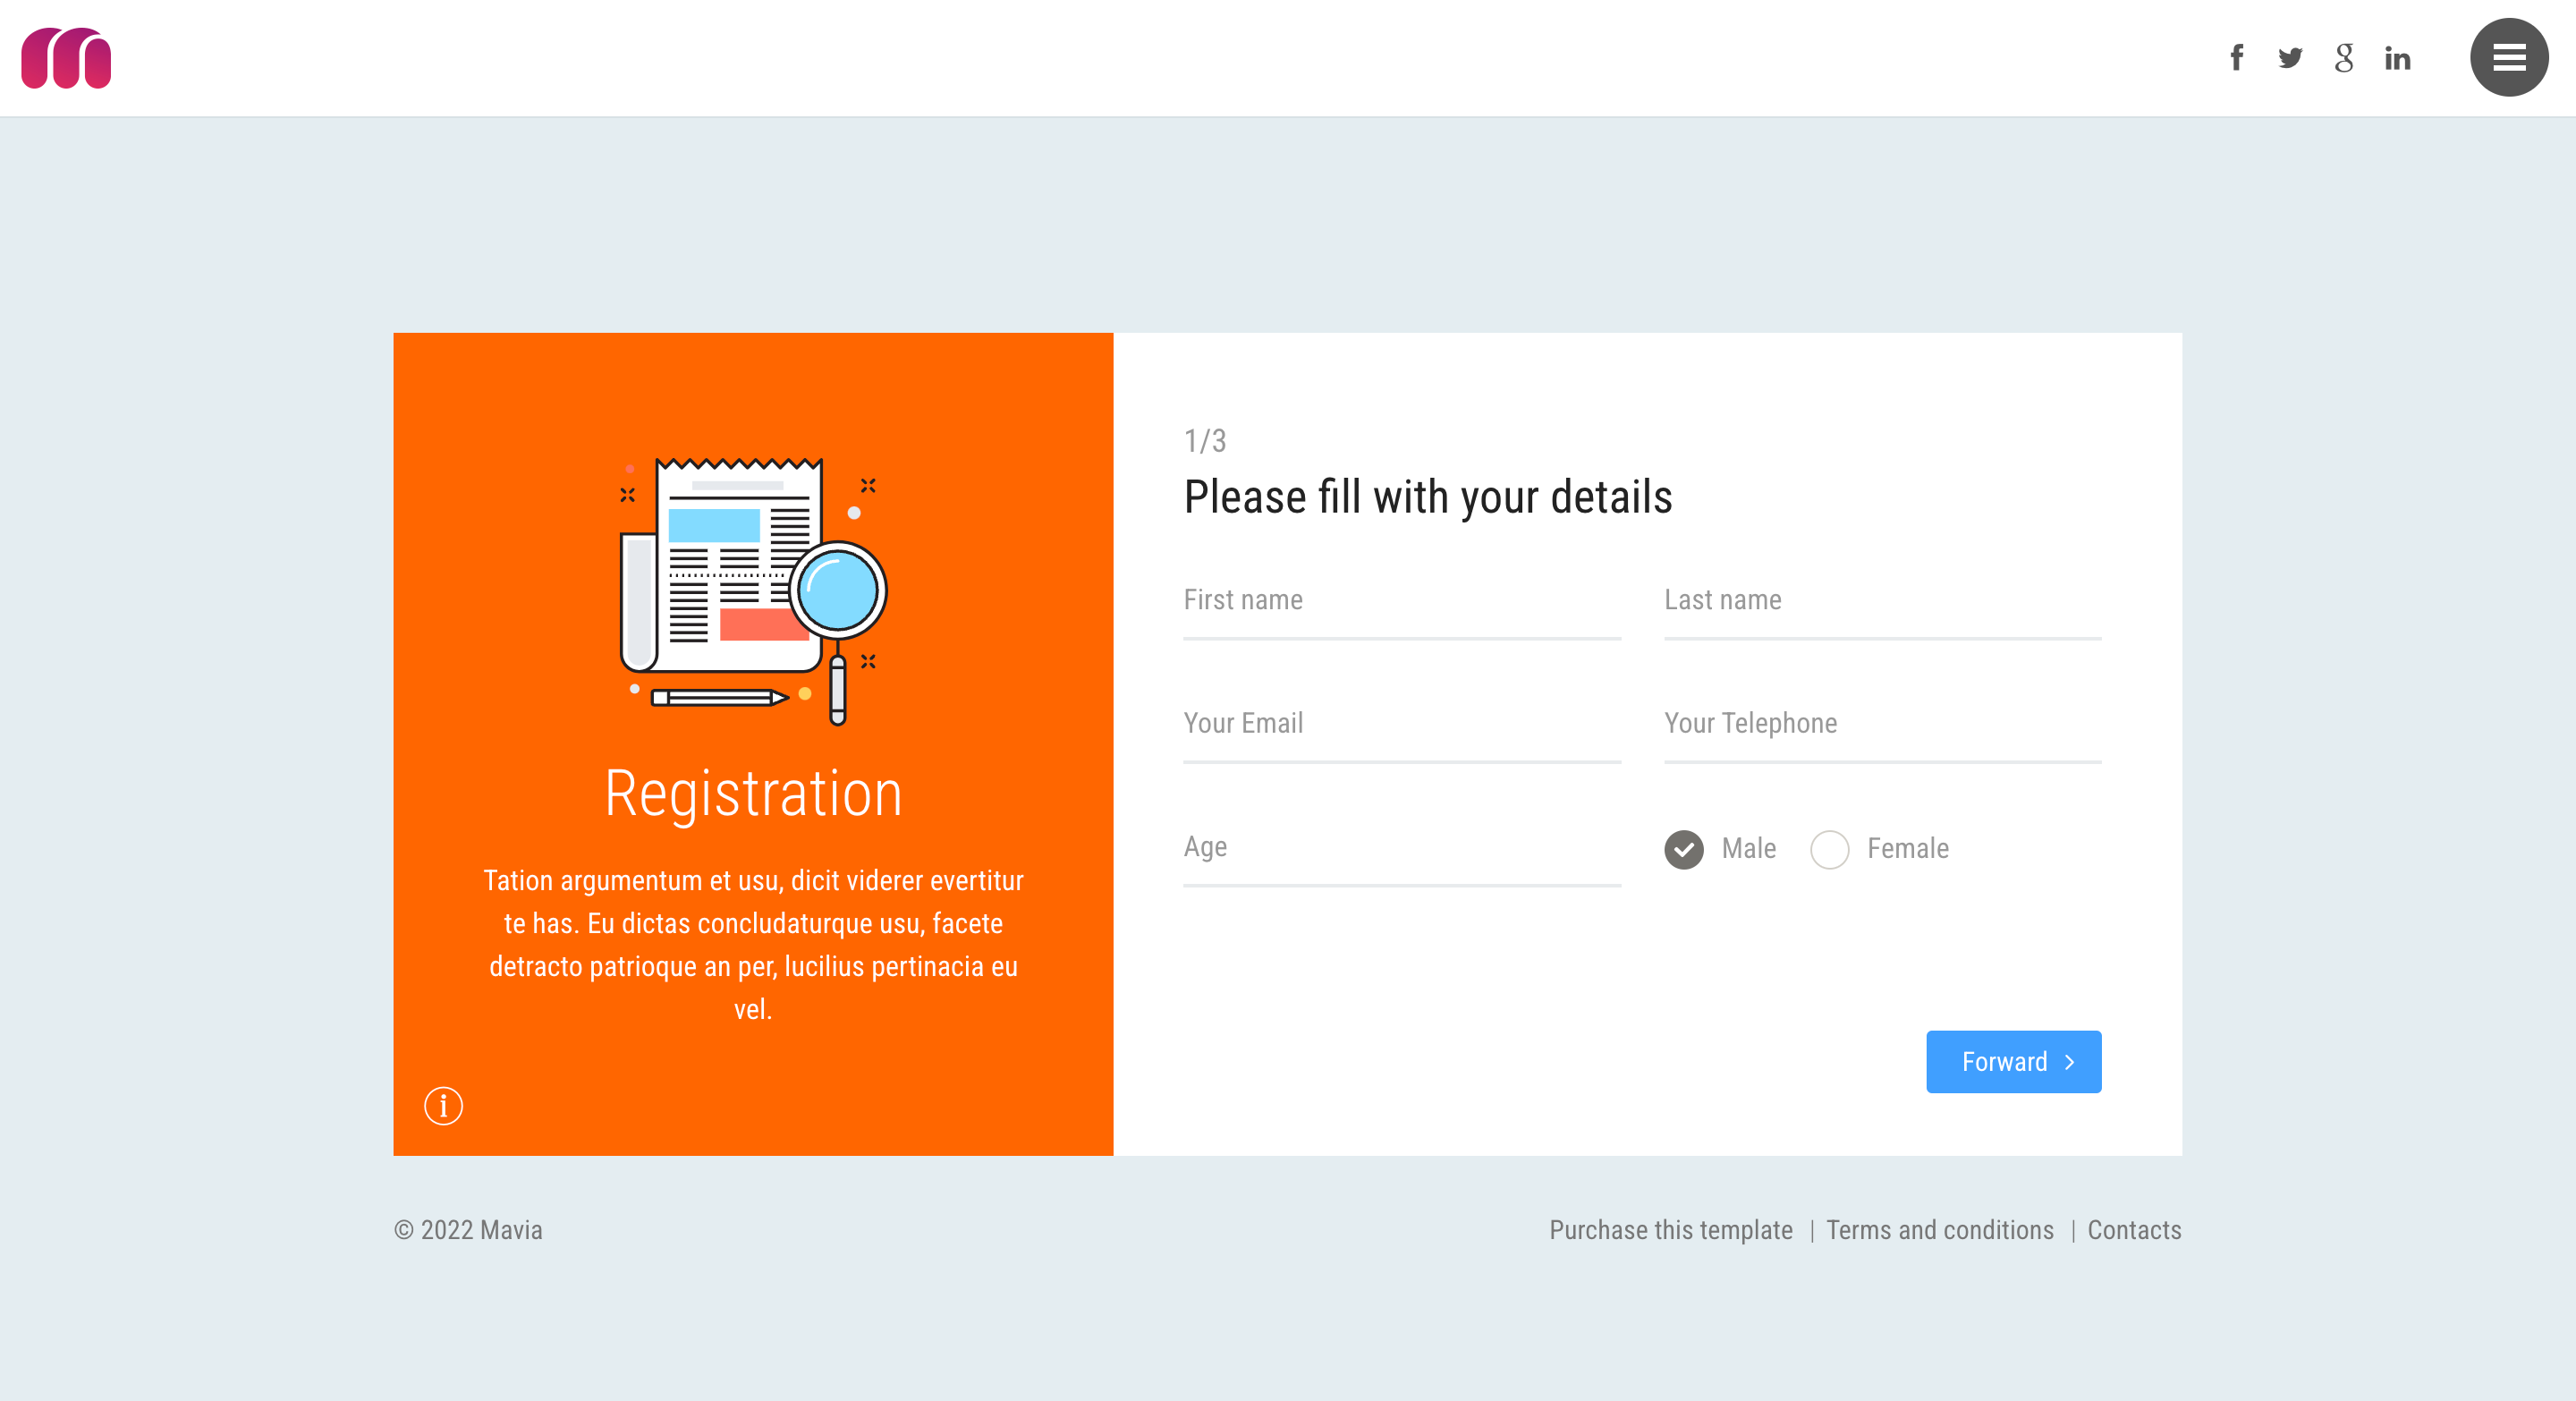 1/3
Please fill with your details
First name
Last name
Your Email
Your Telephone
Age
Male
Female
Forward
Registration
Tation argumentum et usu, dicit viderer evertitur
te has. Eu dictas concludaturque usu, facete
detracto patrioque an per, lucilius pertinacia eu
vel.
© 2022 Mavia
Purchase this template | Terms and conditions | Contacts